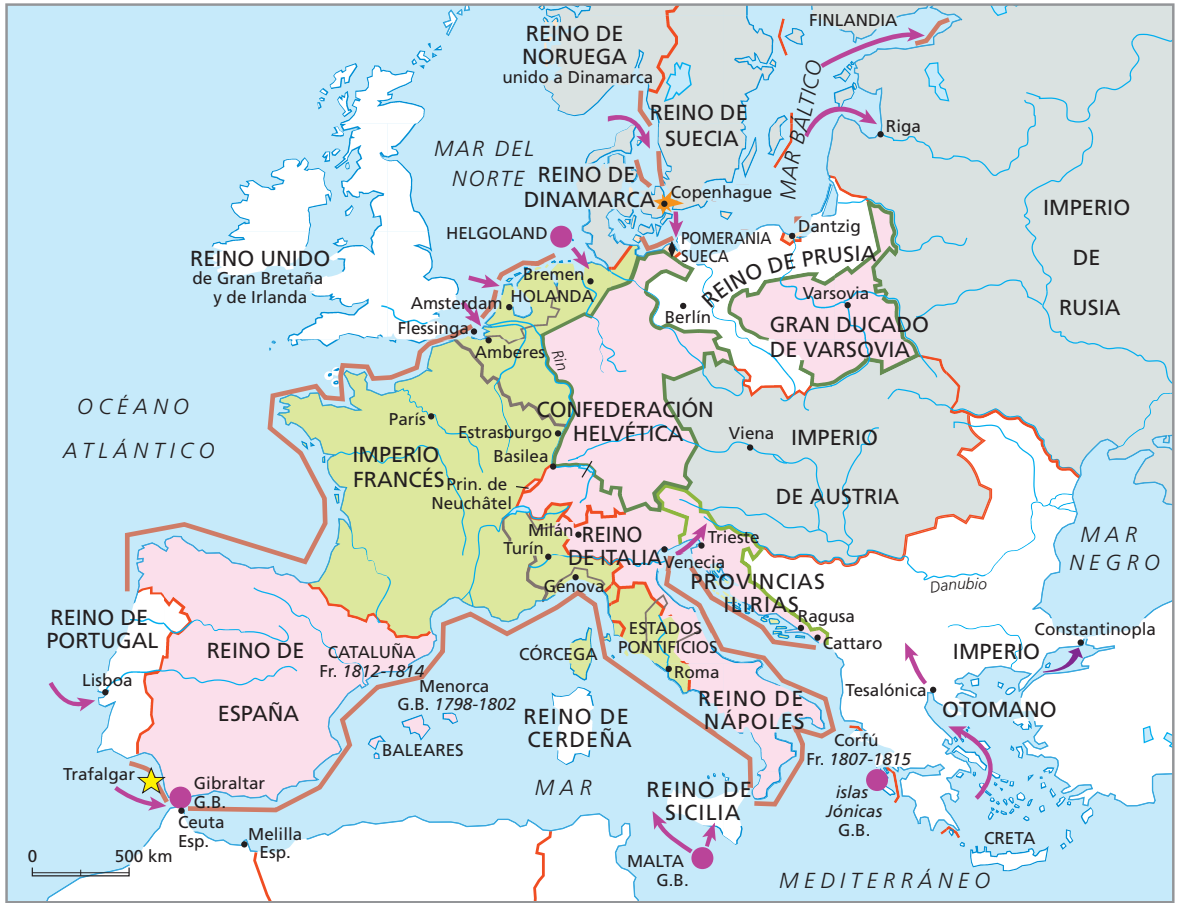 FINLANDIA
REINO DE
NORUEGA
unido a Dinamarca
MAR BÁLTICO
REINO DE
SUECIA
Riga
MAR DEL
NORTE
REINO DE
DINAMARCA
Copenhague
IMPERIO
DE
RUSIA
HELGOLAND
POMERANIA
SUECA
Dantzig
REINO DE PRUSIA
REINO UNIDO
de Gran Bretaña
y de Irlanda
Bremen
HOLANDA
Amsterdam
Flessinga
Amberes
Berlín
Varsovia
GRAN DUCADO
DE VARSOVIA
Rin
OCÉANO
ATLÁNTICO
París
Estrasburgo
Basilea
CONFEDERACIÓN
HELVÉTICA
IMPERIO
FRANCÉS
Prin. de
Neuchâtel
Viena
IMPERIO
DE AUSTRIA
Milán
Turín
Génova
REINO
DE ITALIA
Venecia
Trieste
PROVINCIAS
ILIRIAS
Ragusa
Cattaro
Danubio
MAR
NEGRO
REINO DE
PORTUGAL
Lisboa
REINO DE
ESPAÑA
CATALUÑA
Fr. 1812-1814
Menorca
G.B. 1798-1802
BALEARES
CÓRCEGA
ESTADOS
PONTIFICIOS
Roma
REINO DE
CERDEÑA
REINO DE
NÁPOLES
Constantinopla
IMPERIO
OTOMANO
Tesalónica
Corfú
Fr. 1807-1815
islas
Jónicas
G.B.
Trafalgar
Gibraltar
G.B.
Ceuta
Esp.
Melilla
Esp.
MAR
MEDITERRÁNEO
REINO DE
SICILIA
MALTA
G.B.
CRETA
0 500 km